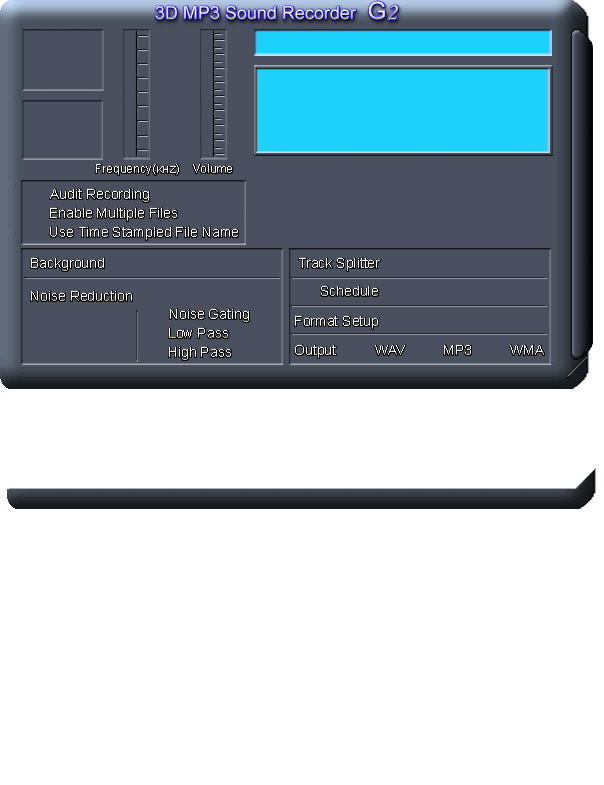 3D MP3 Sound Recorder G2
Frequency(KHZ) Volume
Audit Recording
Enable Multiple Files
Use Time Stamped File Name
Background
Noise Reduction
Noise Gating
Low Pass
High Pass
Track Splitter
Schedule
Format Setup
Output WAV MP3 WMA